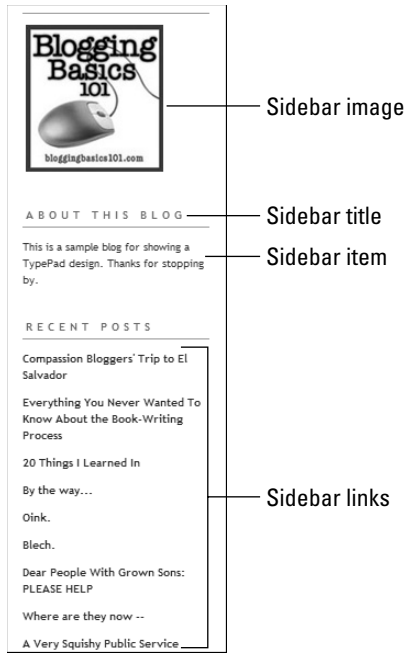 Blogging
Basics
101
bloggingbasics101.com
Sidebar image
ABOUT THIS BLOG
Sidebar title
This is a sample blog for showing a
TypePad design. Thanks for stopping
by.
Sidebar item
RECENT POSTS
Compassion Bloggers' Trip to El
Salvador
Everything You Never Wanted To
Know About the Book-Writing
Process
20 Things I Learned In
By the way...
Oink.
Blech.
Dear People With Grown Sons:
PLEASE HELP
Where are they now --
A Very Squishy Public Service
Sidebar links